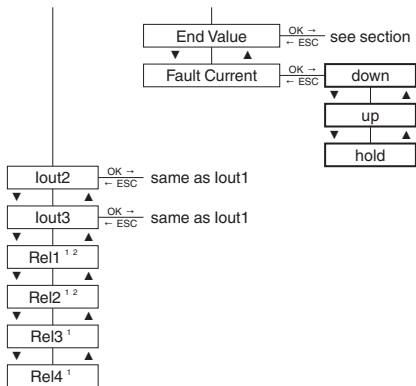 End Value
OK →
← ESC
see section
▼ ▲
Fault Current
OK →
← ESC
down
▼ ▲
up
▼ ▲
hold
Iout2
OK →
← ESC
same as Iout1
▼ ▲
Iout3
OK →
← ESC
same as Iout1
▼ ▲
Rel1 ¹ ²
▼ ▲
Rel2 ¹ ²
▼ ▲
Rel3 ¹
▼ ▲
Rel4 ¹